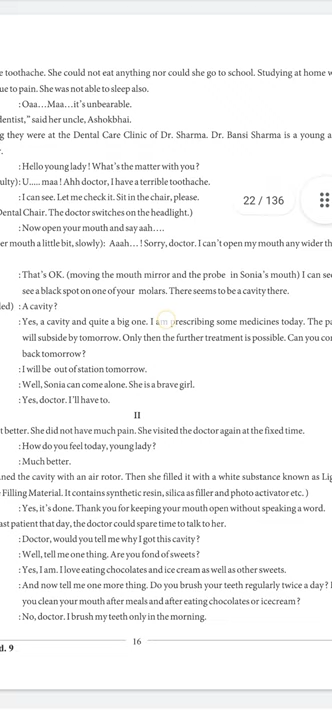 e toothache. She could not eat anything nor could she go to school. Studying at home w
ue to pain. She was not able to sleep also.
: Oaa…Maa…it's unbearable.
dentist," said her uncle, Ashokbhai.
g they were at the Dental Care Clinic of Dr. Sharma. Dr. Bansi Sharma is a young a
r.
: Hello young lady ! What's the matter with you ?
ulty): U..... maa ! Ahh doctor, I have a terrible toothache.
: I can see. Let me check it. Sit in the chair, please.
22 / 136
Dental Chair. The doctor switches on the headlight.)
: Now open your mouth and say aah….
er mouth a little bit, slowly): Aaah… ! Sorry, doctor. I can't open my mouth any wider th
: That's OK. (moving the mouth mirror and the probe in Sonia's mouth) I can see
see a black spot on one of your molars. There seems to be a cavity there.
led) : A cavity ?
: Yes, a cavity and quite a big one. I am prescribing some medicines today. The pa
will subside by tomorrow. Only then the further treatment is possible. Can you co
back tomorrow ?
: I will be out of station tomorrow.
: Well, Sonia can come alone. She is a brave girl.
: Yes, doctor. I'll have to.
II
t better. She did not have much pain. She visited the doctor again at the fixed time.
: How do you feel today, young lady ?
: Much better.
ned the cavity with an air rotor. Then she filled it with a white substance known as Lig
Filling Material. It contains synthetic resin, silica as filler and photo activator etc. )
: Yes, it's done. Thank you for keeping your mouth open without speaking a word.
ast patient that day, the doctor could spare time to talk to her.
: Doctor, would you tell me why I got this cavity ?
: Well, tell me one thing. Are you fond of sweets ?
: Yes, I am. I love eating chocolates and ice cream as well as other sweets.
: And now tell me one more thing. Do you brush your teeth regularly twice a day ?
you clean your mouth after meals and after eating chocolates or icecream ?
: No, doctor. I brush my teeth only in the morning.
16
d. 9